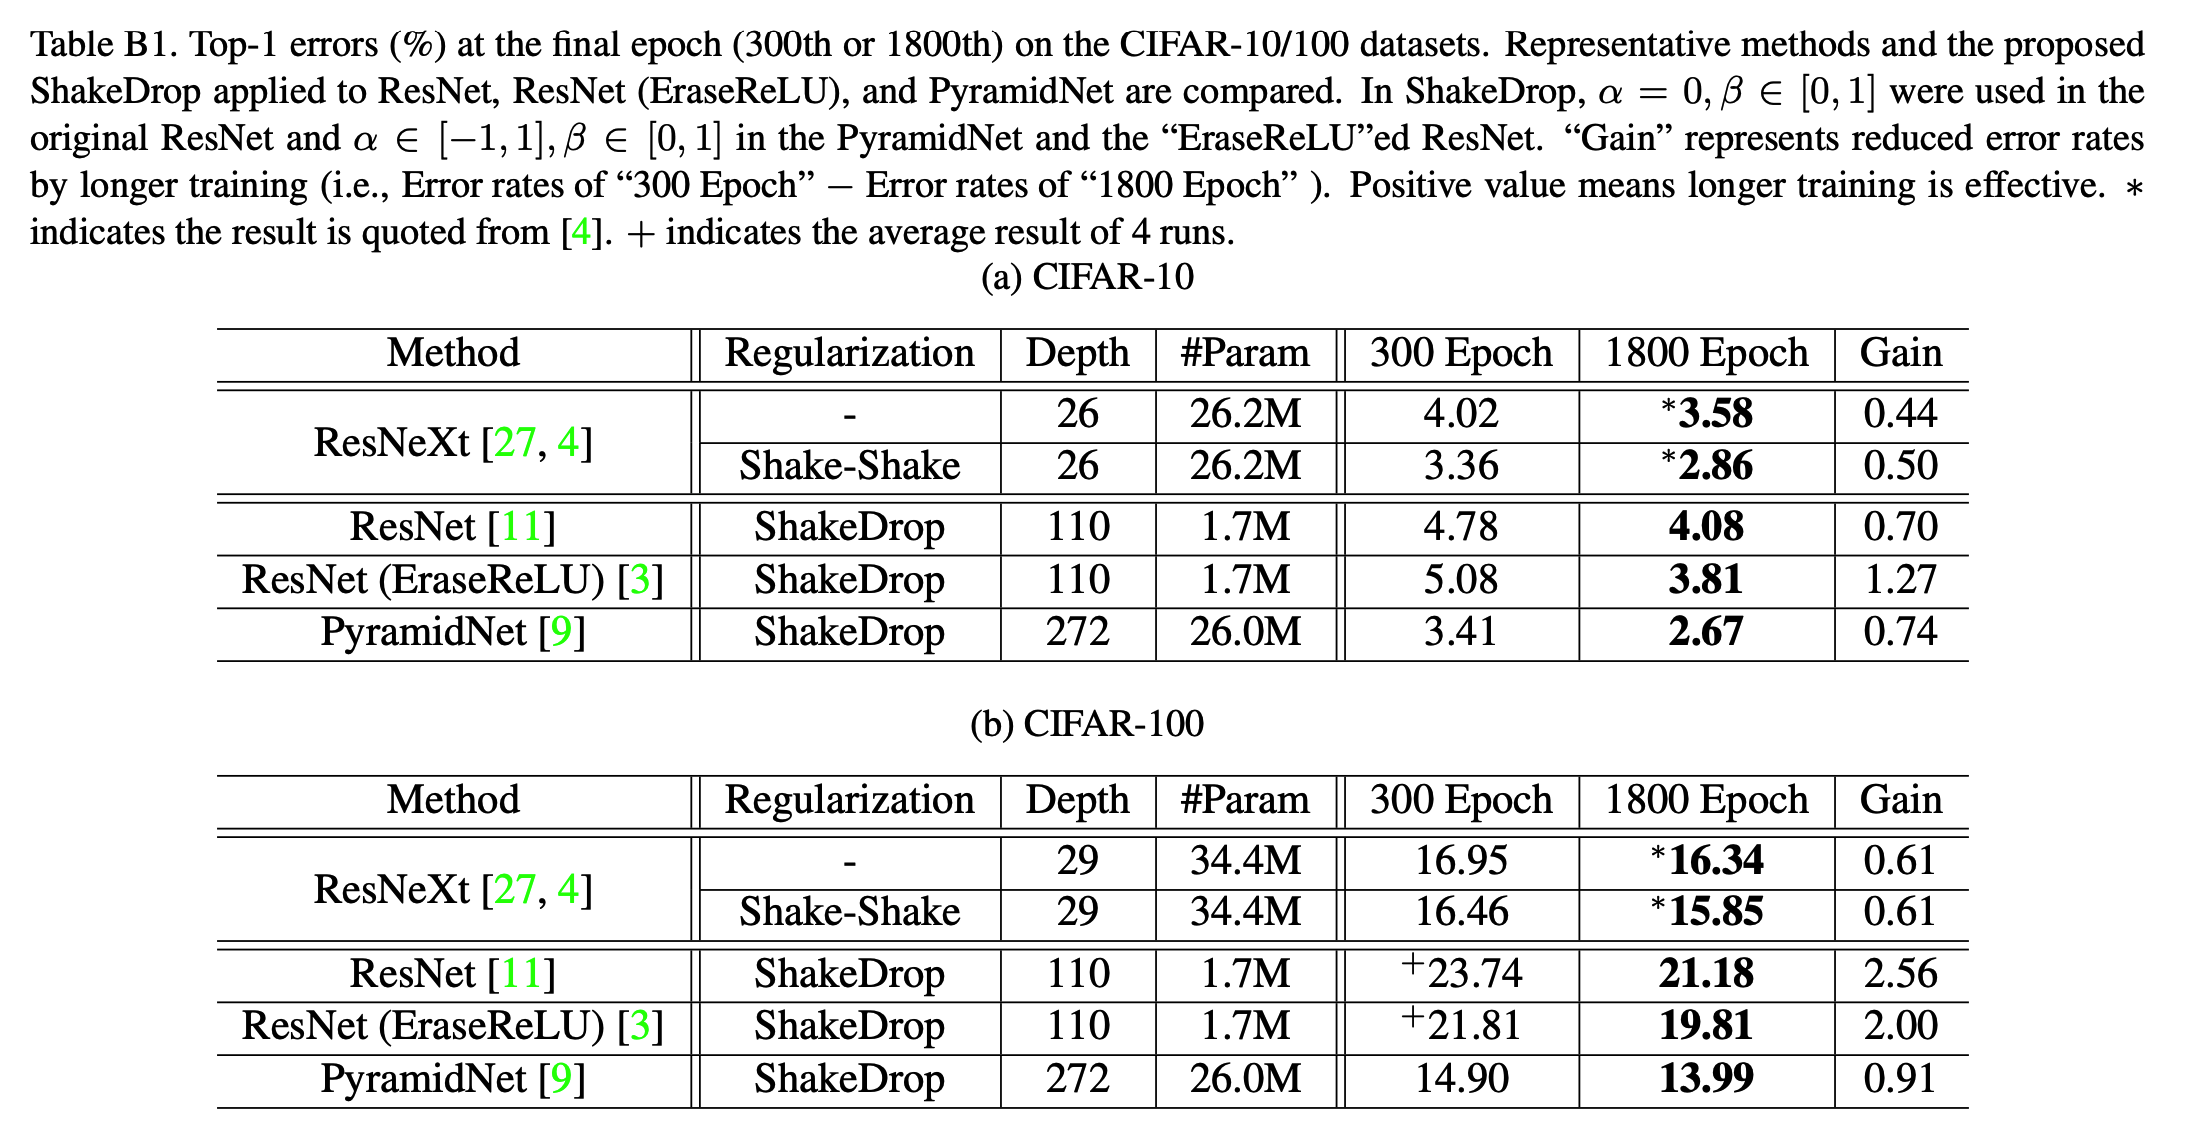 Table B1. Top-1 errors (%) at the final epoch (300th or 1800th) on the CIFAR-10/100 datasets. Representative methods and the proposed
ShakeDrop applied to ResNet, ResNet (EraseReLU), and PyramidNet are compared. In ShakeDrop, α = 0, β ∈ [0, 1] were used in the
original ResNet and α ∈ [−1, 1], β ∈ [0, 1] in the PyramidNet and the “EraseReLU”ed ResNet. “Gain” represents reduced error rates
by longer training (i.e., Error rates of “300 Epoch” − Error rates of “1800 Epoch” ). Positive value means longer training is effective. *
indicates the result is quoted from [4]. + indicates the average result of 4 runs.
(a) CIFAR-10
Method Regularization Depth #Param 300 Epoch 1800 Epoch Gain
ResNeXt [27, 4] - 26 26.2M 4.02 *3.58 0.44
Shake-Shake 26 26.2M 3.36 *2.86 0.50
ResNet [11] ShakeDrop 110 1.7M 4.78 4.08 0.70
ResNet (EraseReLU) [3] ShakeDrop 110 1.7M 5.08 3.81 1.27
PyramidNet [9] ShakeDrop 272 26.0M 3.41 2.67 0.74
(b) CIFAR-100
Method Regularization Depth #Param 300 Epoch 1800 Epoch Gain
ResNeXt [27, 4] - 29 34.4M 16.95 *16.34 0.61
Shake-Shake 29 34.4M 16.46 *15.85 0.61
ResNet [11] ShakeDrop 110 1.7M +23.74 21.18 2.56
ResNet (EraseReLU) [3] ShakeDrop 110 1.7M +21.81 19.81 2.00
PyramidNet [9] ShakeDrop 272 26.0M 14.90 13.99 0.91